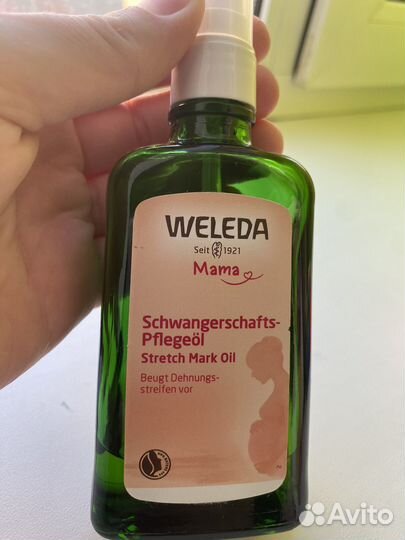 WELEDA
Seit 1921
Mama
Schwangerschafts-
Pflegeöl
Stretch Mark Oil
Beugt Dehnungs-
streifen vor
Avito